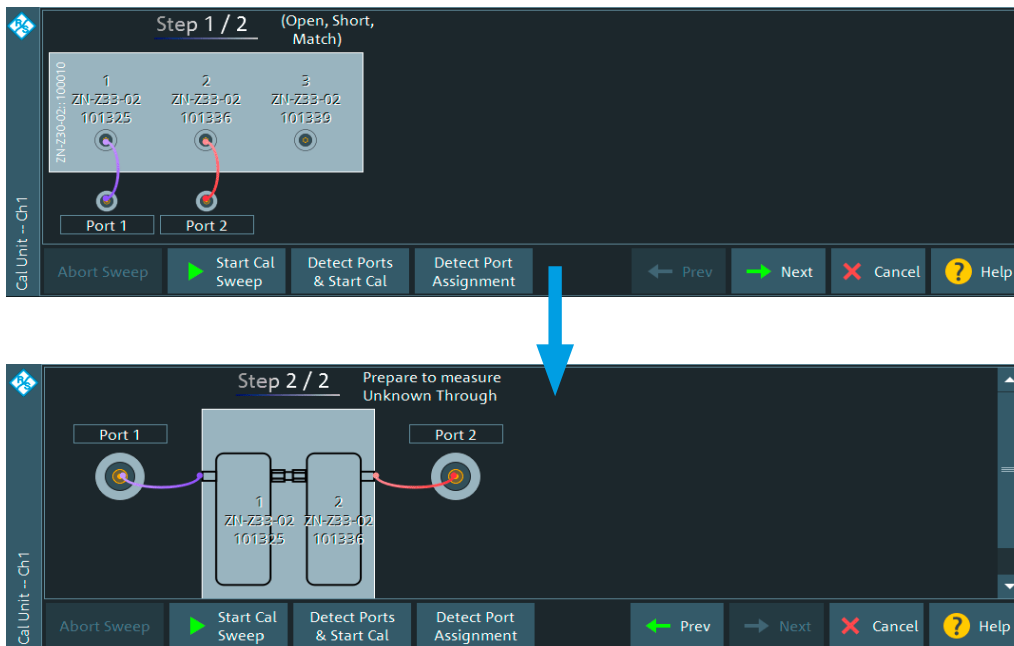 Step 1 / 2
(Open, Short,
Match)
ZN-Z30-02::100010
1
ZN-Z33-02
101325
2
ZN-Z33-02
101336
3
ZN-Z33-02
101339
Port 1
Port 2
Cal Unit -- Ch1
Abort Sweep
Start Cal
Sweep
Detect Ports
& Start Cal
Detect Port
Assignment
Prev
Next
Cancel
? Help
Step 2 / 2
Prepare to measure
Unknown Through
Port 1
Port 2
1
ZN-Z33-02
101325
2
ZN-Z33-02
101336
Cal Unit -- Ch1
Abort Sweep
Start Cal
Sweep
Detect Ports
& Start Cal
Detect Port
Assignment
Prev
Next
Cancel
? Help